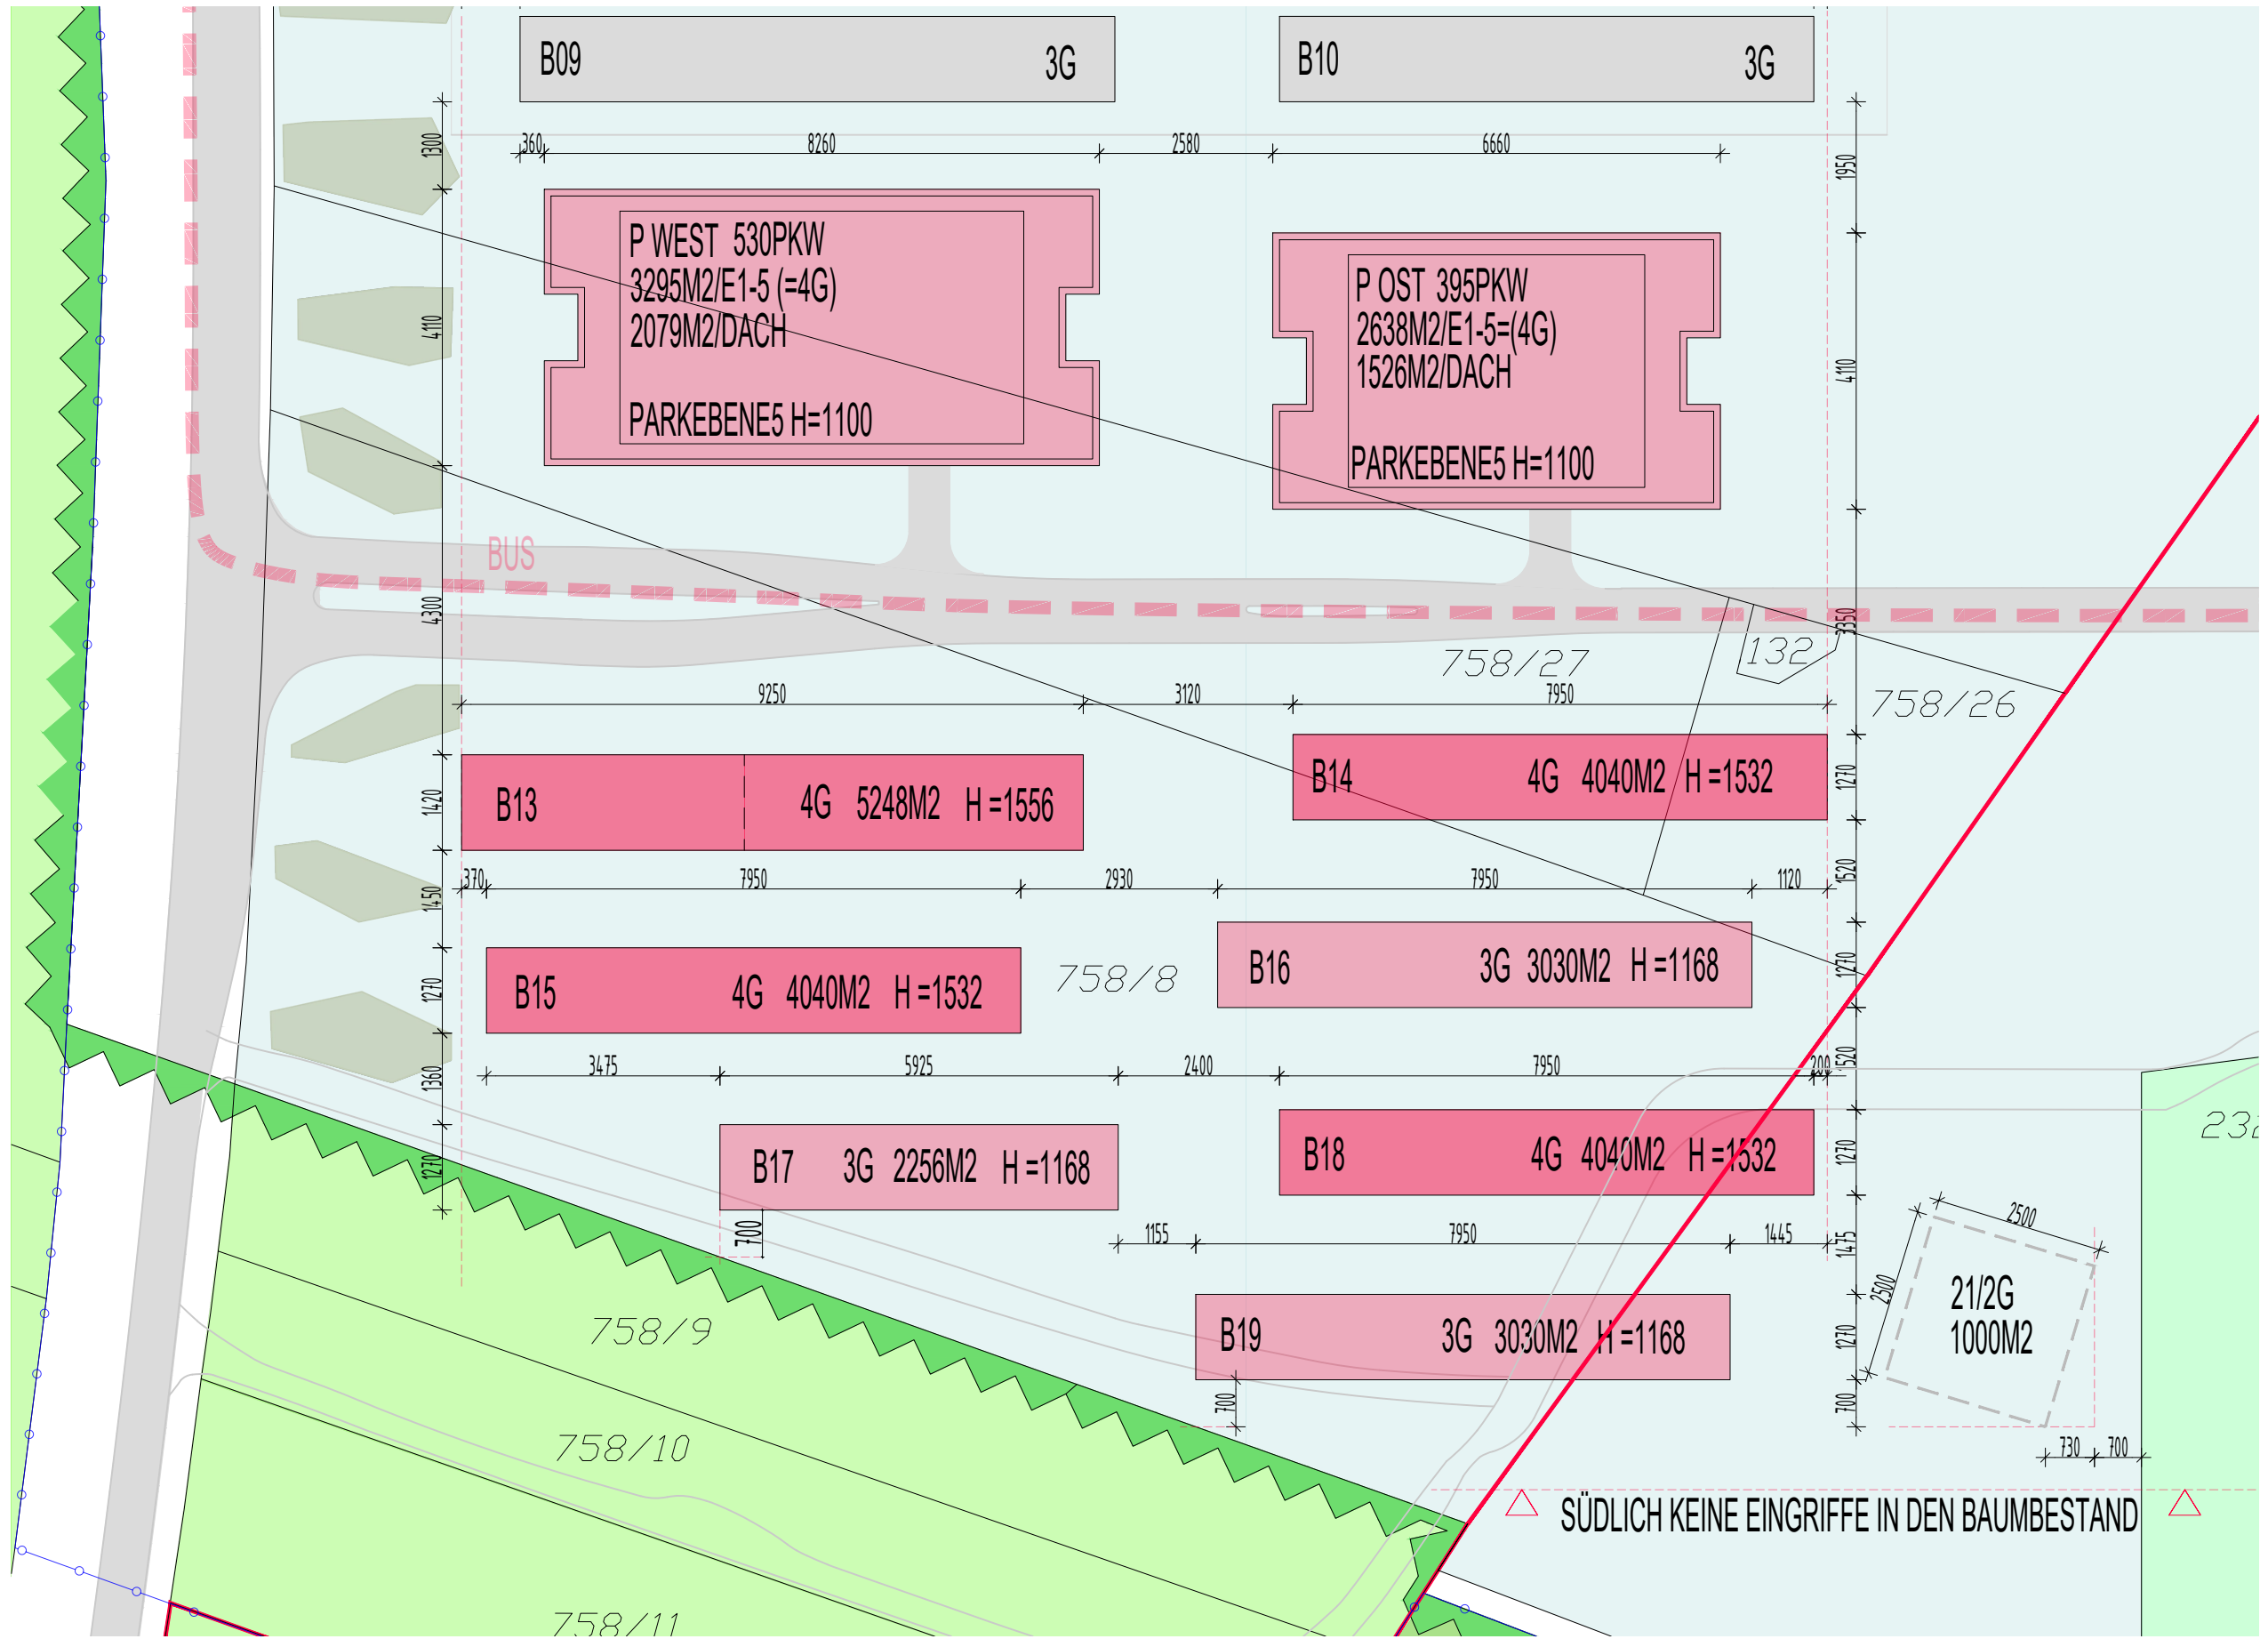 B09 3G
B10 3G
1300
360
8260
2580
6660
1950
P WEST 530PKW
3295M2/E1-5 (=4G)
2079M2/DACH
PARKEBENE5 H=1100
P OST 395PKW
2638M2/E1-5=(4G)
1526M2/DACH
PARKEBENE5 H=1100
4110
4110
BUS
4300
3350
758/27
132
758/26
9250
3120
7950
B13 4G 5248M2 H =1556
B14 4G 4040M2 H =1532
1420
1270
370
7950
2930
7950
1120
1450
1520
B15 4G 4040M2 H =1532
758/8
B16 3G 3030M2 H =1168
1270
1270
3475
5925
2400
7950
200
1360
1520
B17 3G 2256M2 H =1168
B18 4G 4040M2 H =1532
1270
1270
232
700
1155
7950
1445
1475
2500
2500
21/2G
1000M2
B19 3G 3030M2 H =1168
1270
758/9
700
700
758/10
730
700
SÜDLICH KEINE EINGRIFFE IN DEN BAUMBESTAND
758/11